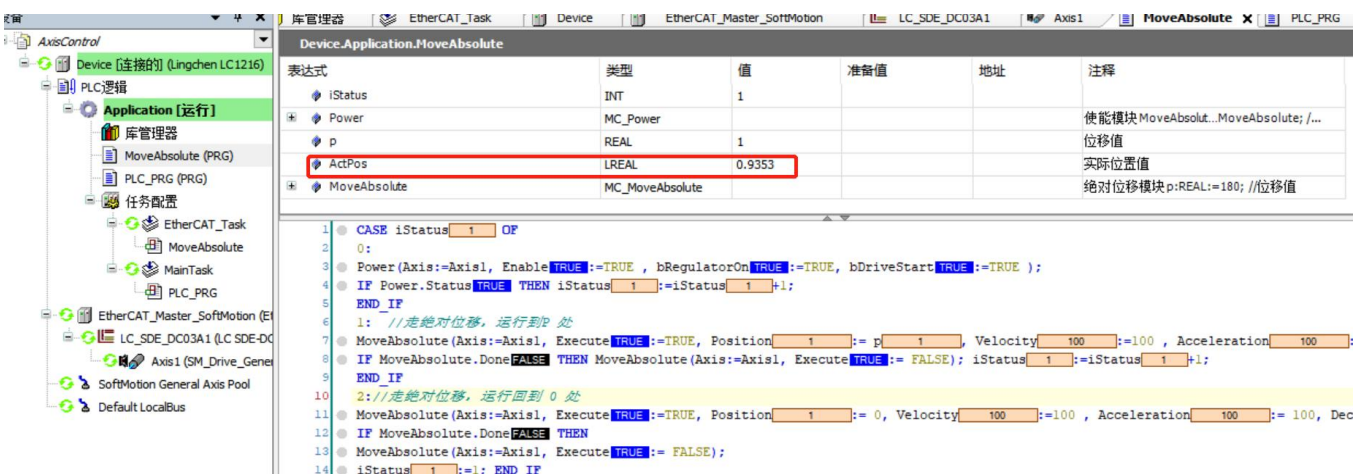 库管理器 EtherCAT_Task Device EtherCAT_Master_SoftMotion LC_SDE_DC03A1 Axis1 MoveAbsolute PLC_PRG
AxisControl
Device [连接的] (Lingchen LC1216)
PLC逻辑
Application [运行]
库管理器
MoveAbsolute (PRG)
PLC_PRG (PRG)
任务配置
EtherCAT_Task
MoveAbsolute
MainTask
PLC_PRG
EtherCAT_Master_SoftMotion (Et
LC_SDE_DC03A1 (LC SDE-DC
Axis1 (SM_Drive_Gener
SoftMotion General Axis Pool
Default LocalBus
Device.Application.MoveAbsolute
表达式 类型 值 准备值 地址 注释
iStatus INT 1
Power MC_Power 使能模块MoveAbsolut...MoveAbsolute; /...
p REAL 1 位移值
ActPos LREAL 0.9353 实际位置值
MoveAbsolute MC_MoveAbsolute 绝对位移模块p:REAL:=180; //位移值
1 CASE iStatus 1 OF
2 0:
3 Power(Axis:=Axis1, Enable TRUE :=TRUE , bRegulatorOn TRUE :=TRUE, bDriveStart TRUE :=TRUE );
4 IF Power.Status TRUE THEN iStatus 1 :=iStatus 1 +1;
5 END_IF
6 1: //走绝对位移，运行到P 处
7 MoveAbsolute(Axis:=Axis1, Execute TRUE :=TRUE, Position 1 := p 1 , Velocity 100 :=100 , Acceleration 100 :
8 IF MoveAbsolute.Done FALSE THEN MoveAbsolute(Axis:=Axis1, Execute TRUE := FALSE); iStatus 1 :=iStatus 1 +1;
9 END_IF
10 2://走绝对位移，运行回到 0 处
11 MoveAbsolute(Axis:=Axis1, Execute TRUE :=TRUE, Position 1 := 0, Velocity 100 :=100 , Acceleration 100 := 100, Dec
12 IF MoveAbsolute.Done FALSE THEN
13 MoveAbsolute(Axis:=Axis1, Execute TRUE := FALSE);
14 iStatus 1 :=1; END_IF